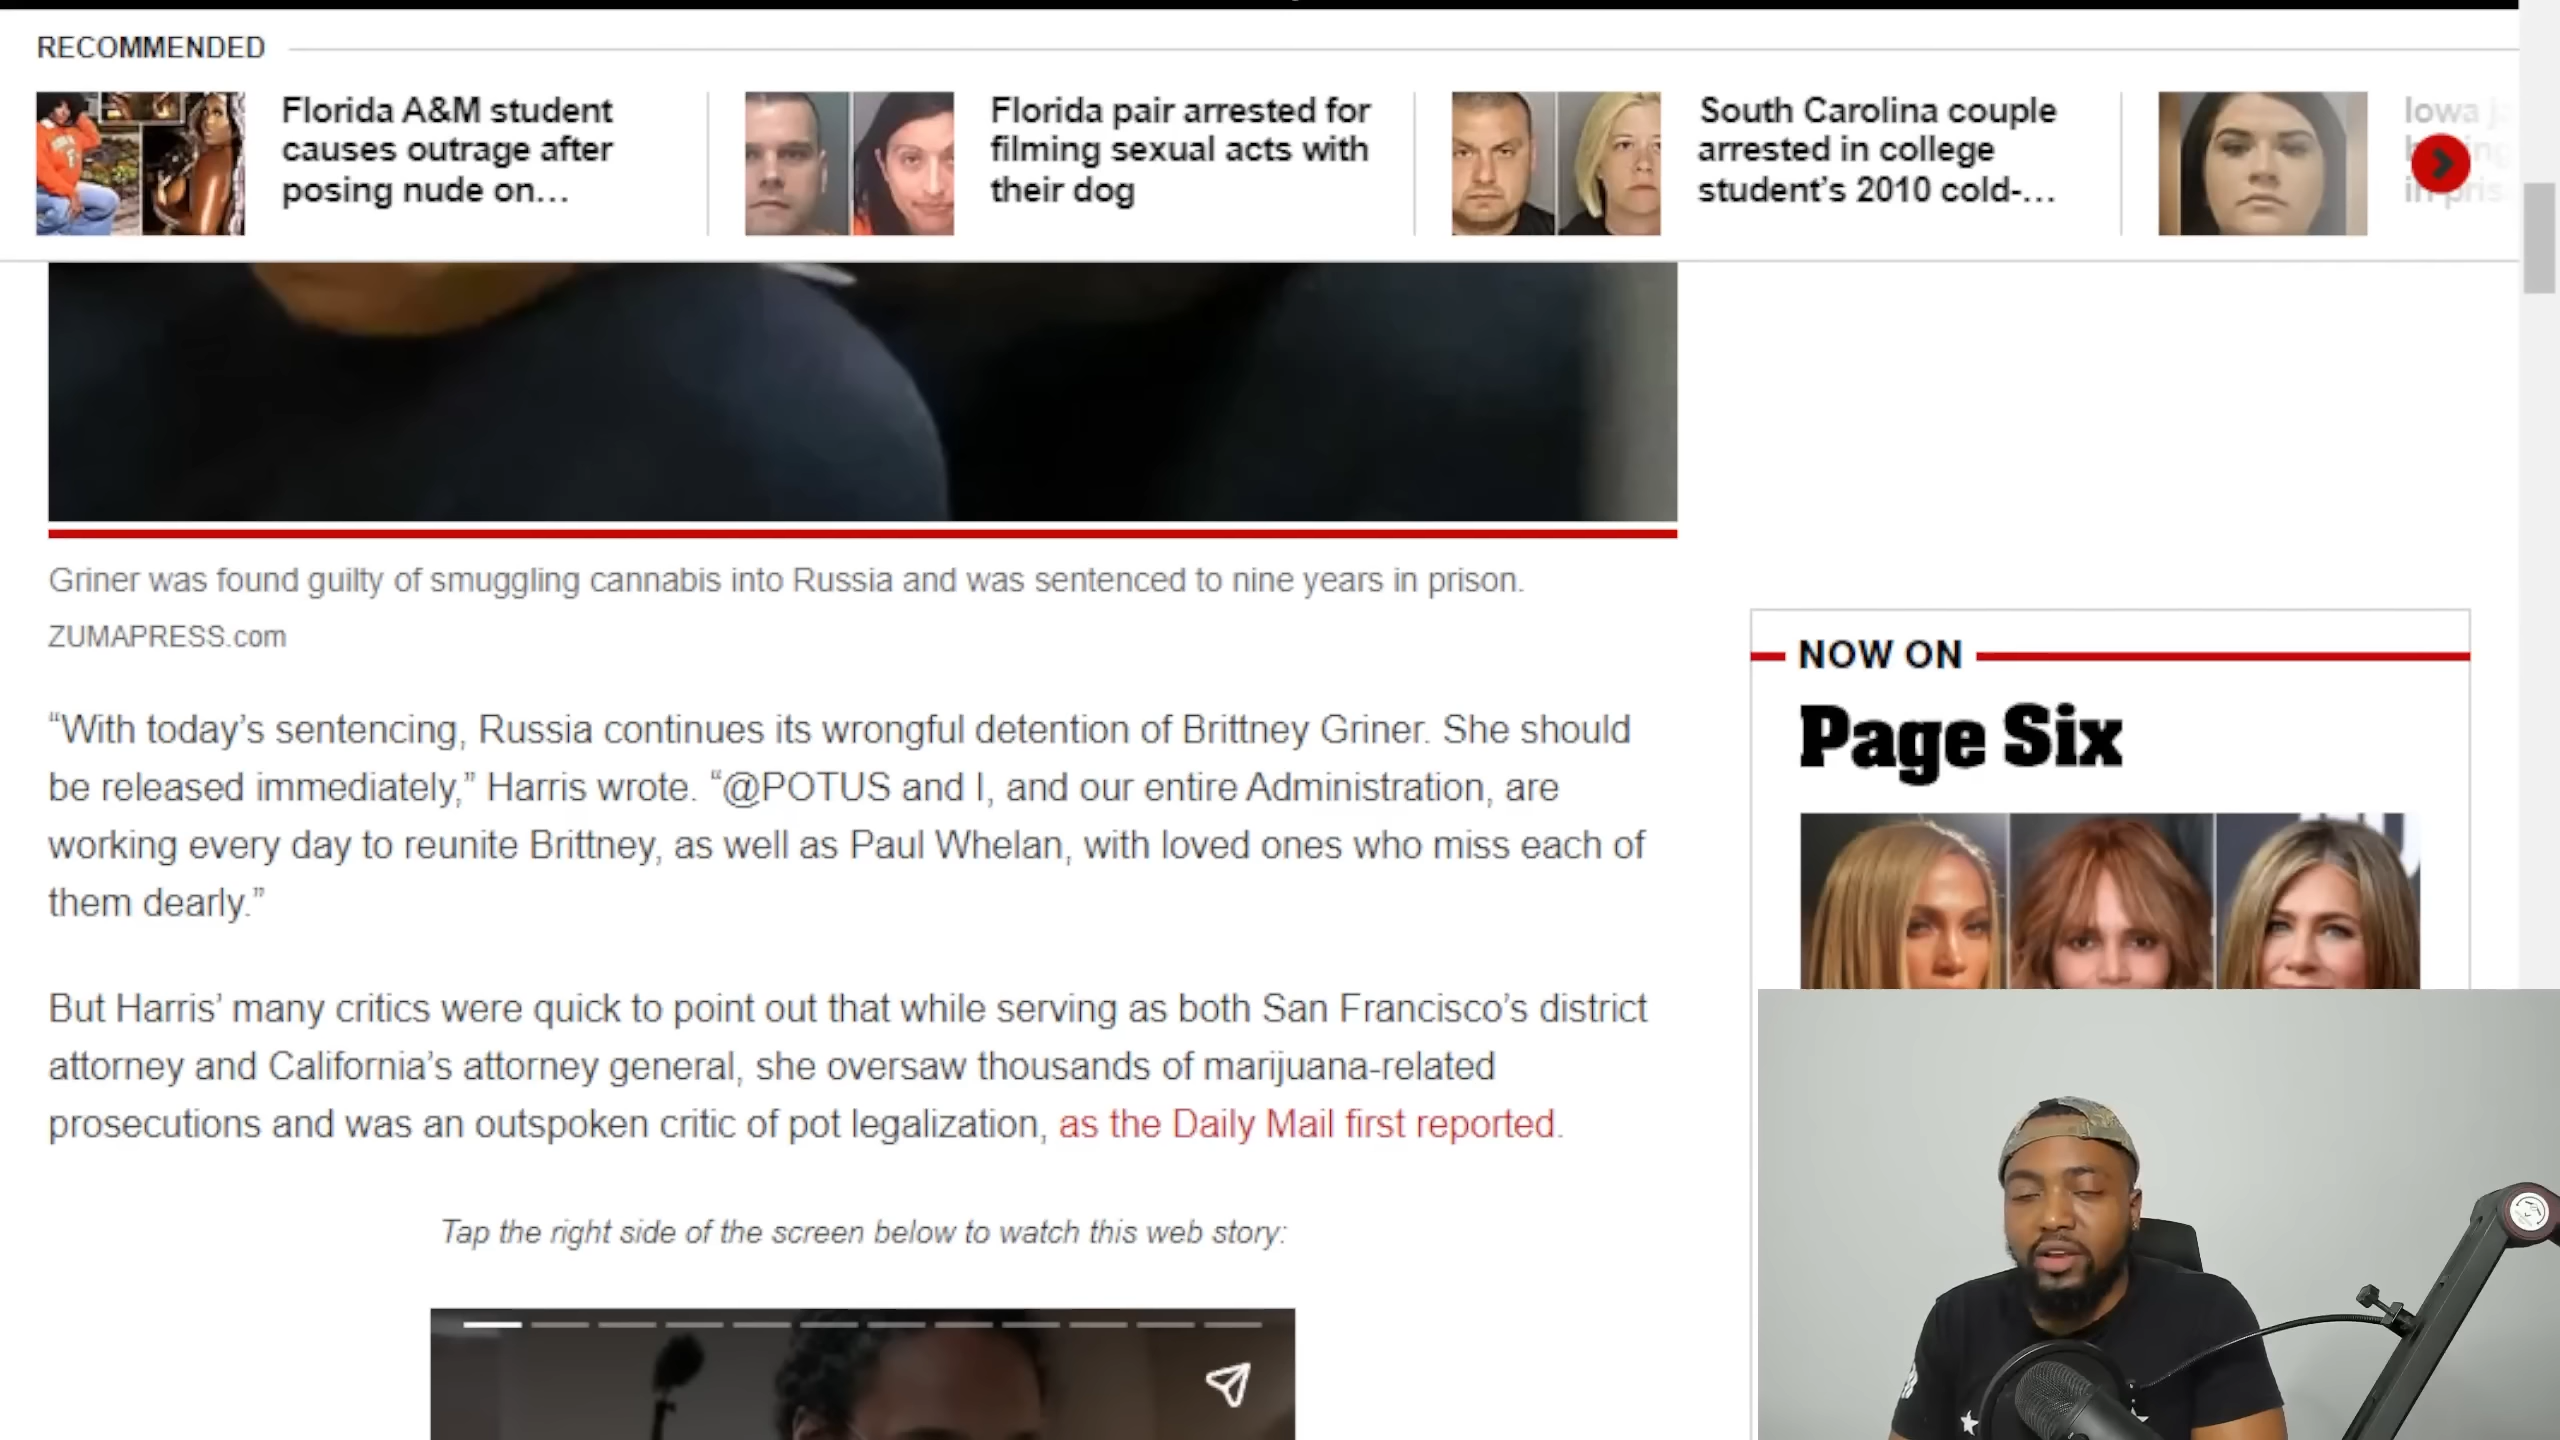 RECOMMENDED
Florida A&M student
causes outrage after
posing nude on...
Florida pair arrested for
filming sexual acts with
their dog
South Carolina couple
arrested in college
student’s 2010 cold-...
Iowa
Griner was found guilty of smuggling cannabis into Russia and was sentenced to nine years in prison.
ZUMAPRESS.com
“With today’s sentencing, Russia continues its wrongful detention of Brittney Griner. She should
be released immediately,” Harris wrote. “@POTUS and I, and our entire Administration, are
working every day to reunite Brittney, as well as Paul Whelan, with loved ones who miss each of
them dearly.”
But Harris’ many critics were quick to point out that while serving as both San Francisco’s district
attorney and California’s attorney general, she oversaw thousands of marijuana-related
prosecutions and was an outspoken critic of pot legalization, as the Daily Mail first reported.
Tap the right side of the screen below to watch this web story:
NOW ON
Page Six